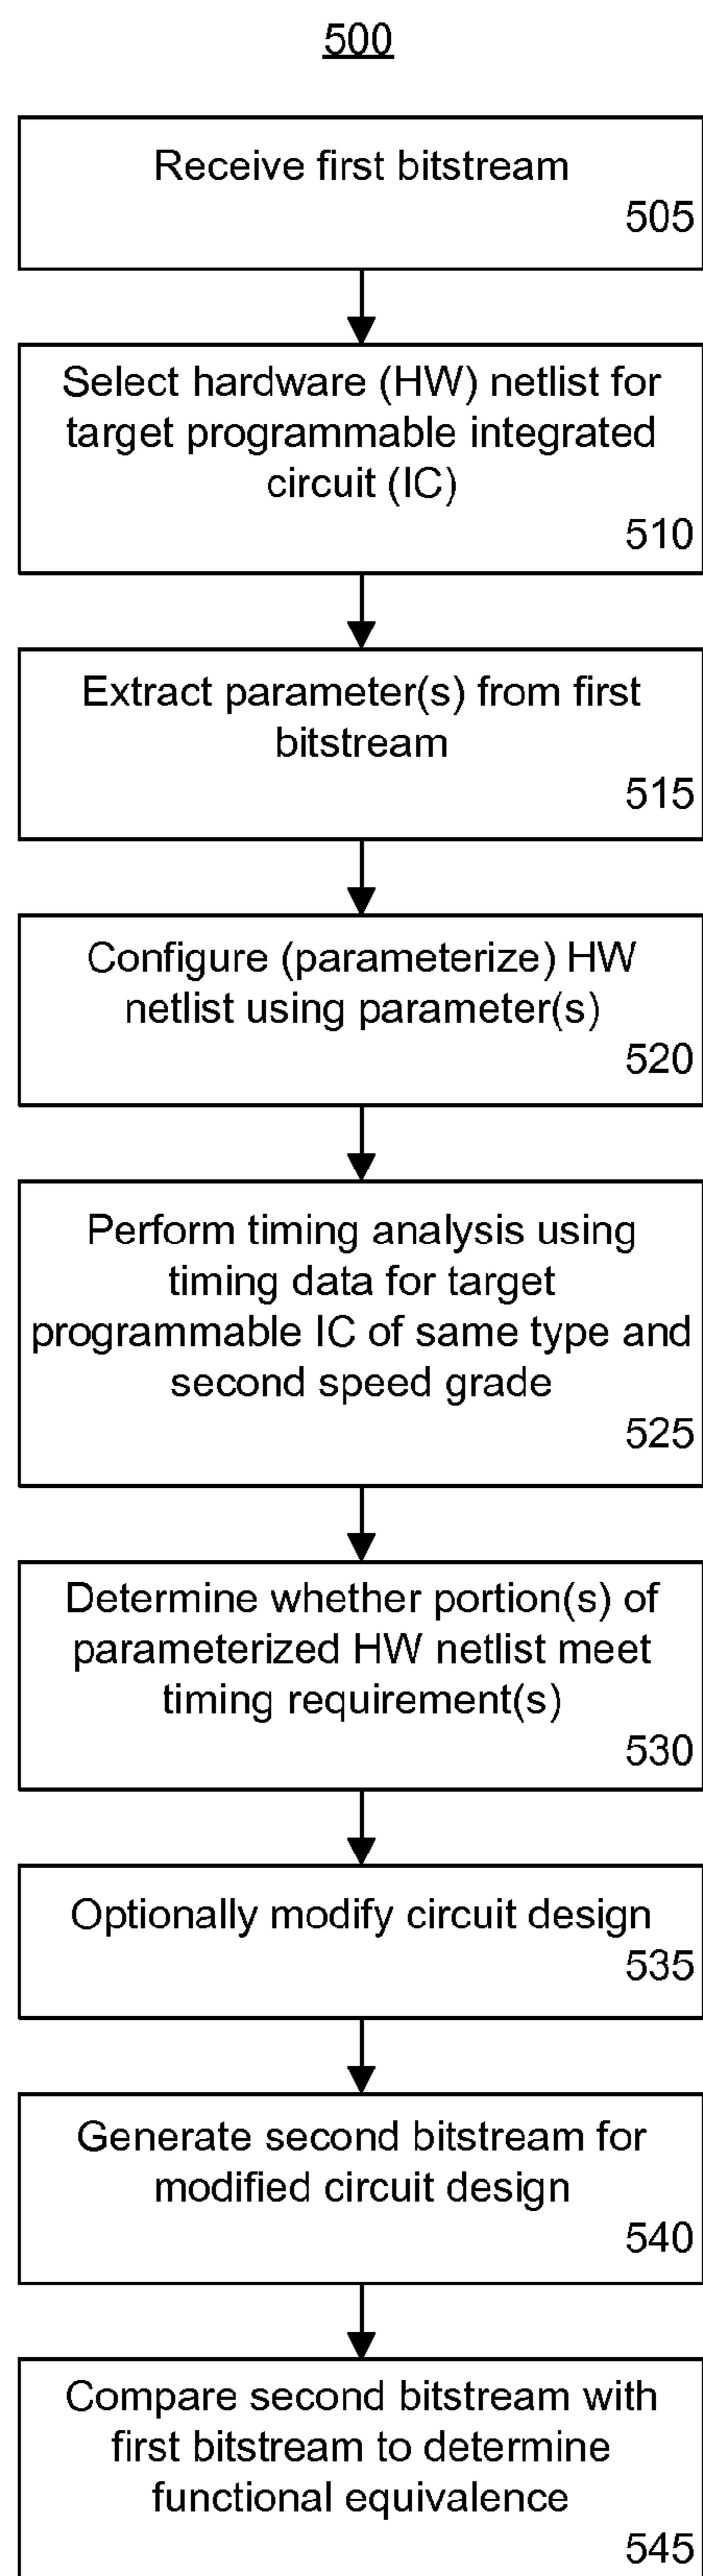 500
Receive first bitstream
505
Select hardware (HW) netlist for
target programmable integrated
circuit (IC)
510
Extract parameter(s) from first
bitstream
515
Configure (parameterize) HW
netlist using parameter(s)
520
Perform timing analysis using
timing data for target
programmable IC of same type and
second speed grade
525
Determine whether portion(s) of
parameterized HW netlist meet
timing requirement(s)
530
Optionally modify circuit design
535
Generate second bitstream for
modified circuit design
540
Compare second bitstream with
first bitstream to determine
functional equivalence
545